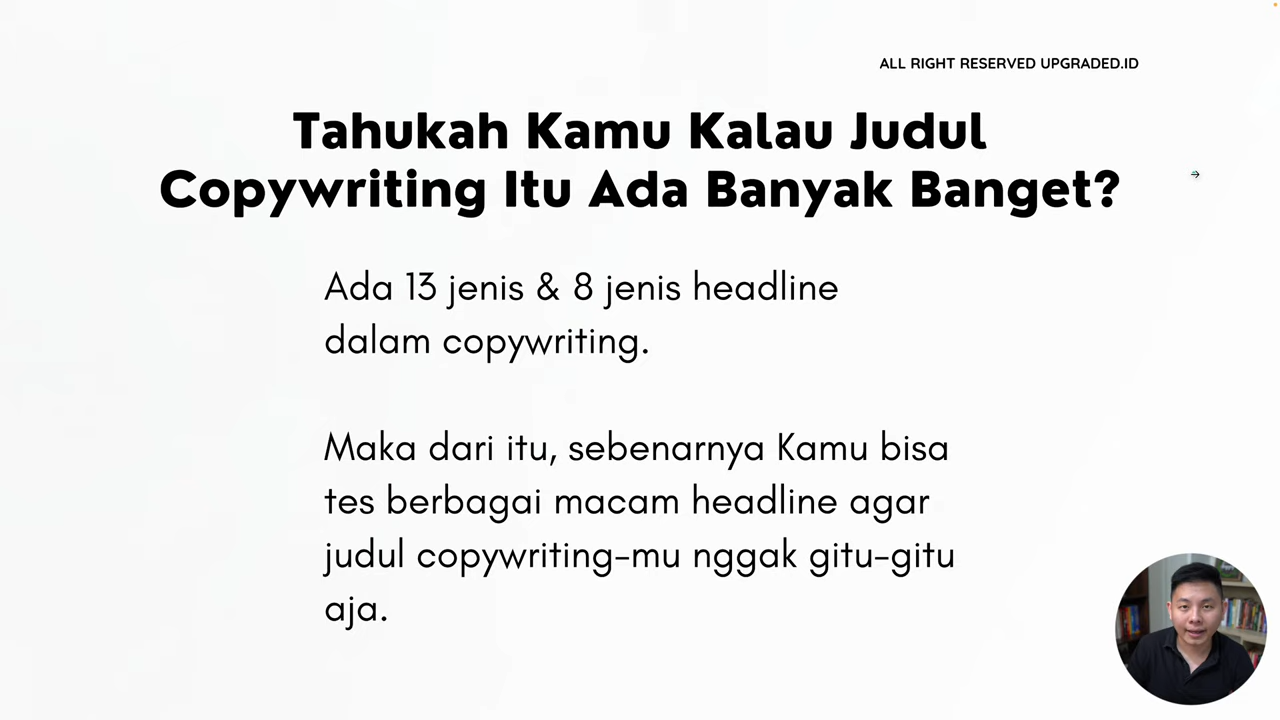 ALL RIGHT RESERVED UPGRADED.ID
Tahukah Kamu Kalau Judul
Copywriting Itu Ada Banyak Banget?
Ada 13 jenis & 8 jenis headline
dalam copywriting.
Maka dari itu, sebenarnya Kamu bisa
tes berbagai macam headline agar
judul copywriting-mu nggak gitu-gitu
aja.